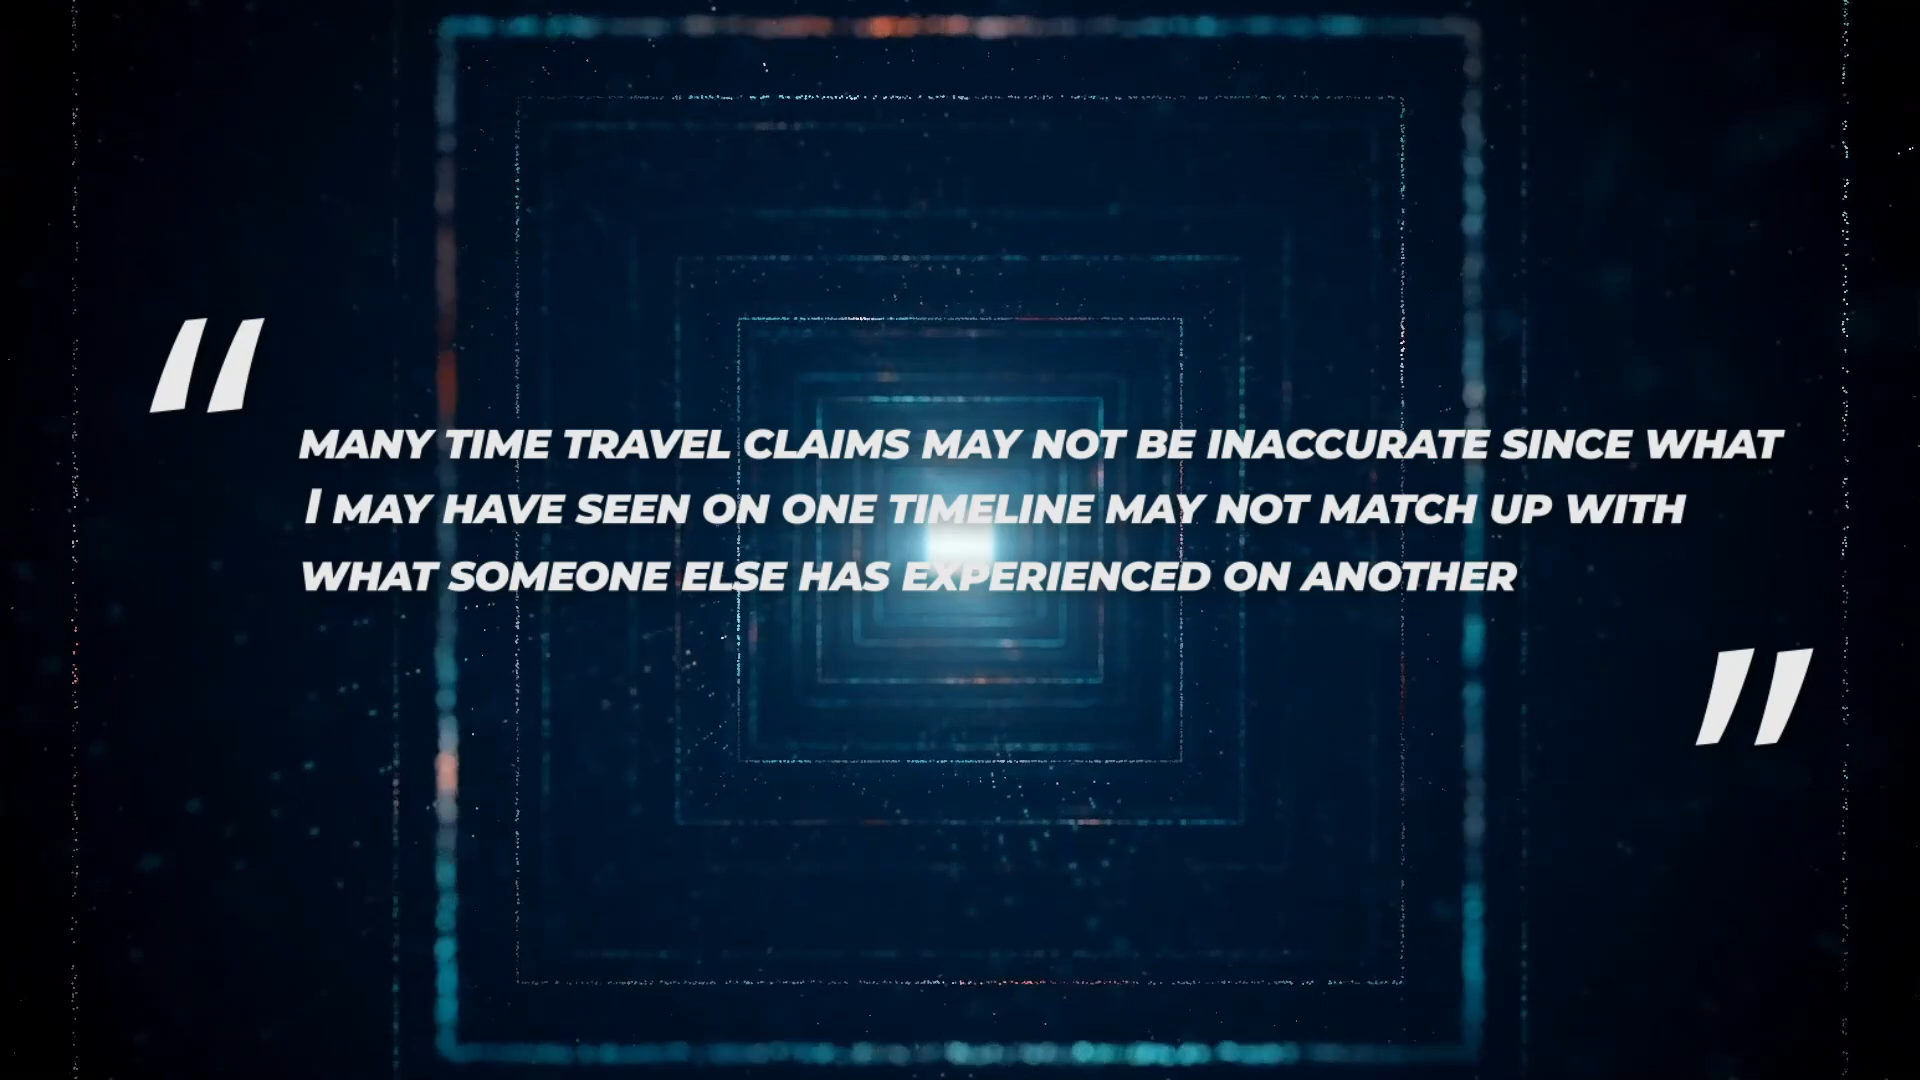 "
MANY TIME TRAVEL CLAIMS MAY NOT BE INACCURATE SINCE WHAT
I MAY HAVE SEEN ON ONE TIMELINE MAY NOT MATCH UP WITH
WHAT SOMEONE ELSE HAS EXPERIENCED ON ANOTHER
"